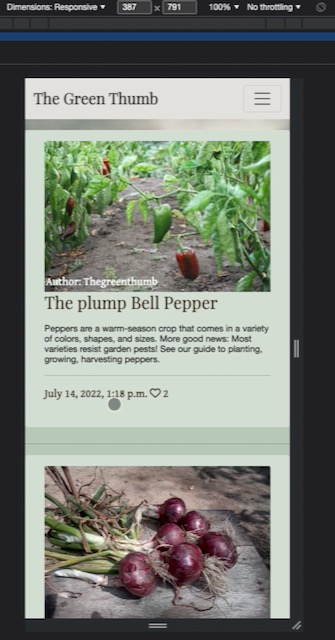 Dimensions: Responsive ▾ 387 x 791 100% ▾ No throttling ▾
The Green Thumb
Author: Thegreenthumb
The plump Bell Pepper
Peppers are a warm-season crop that comes in a variety
of colors, shapes, and sizes. More good news: Most
varieties resist garden pests! See our guide to planting,
growing, harvesting peppers.
July 14, 2022, 1:18 p.m. 2